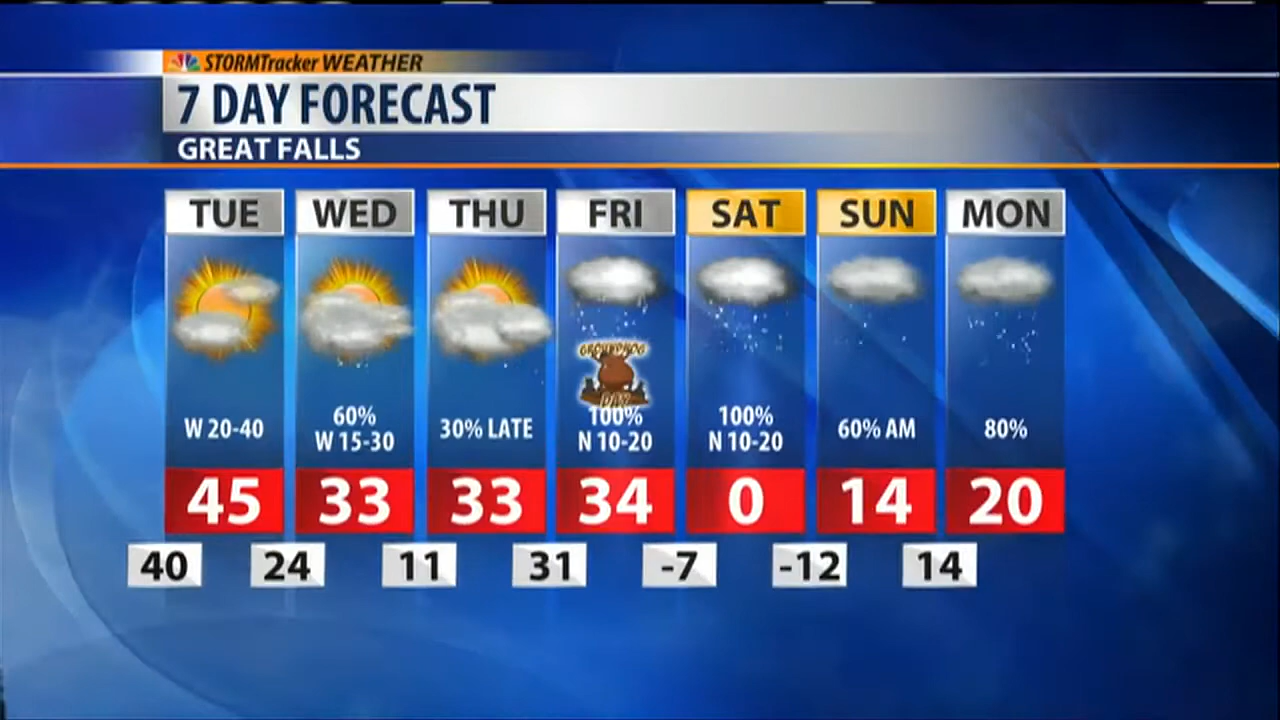 STORMTracker WEATHER
7 DAY FORECAST
GREAT FALLS
TUE WED THU FRI SAT SUN MON
GROUNDHOG
DAY
60% 100% 100%
W 20-40 W 15-30 30% LATE N 10-20 N 10-20 60% AM 80%
45 33 33 34 0 14 20
40 24 11 31 -7 -12 14